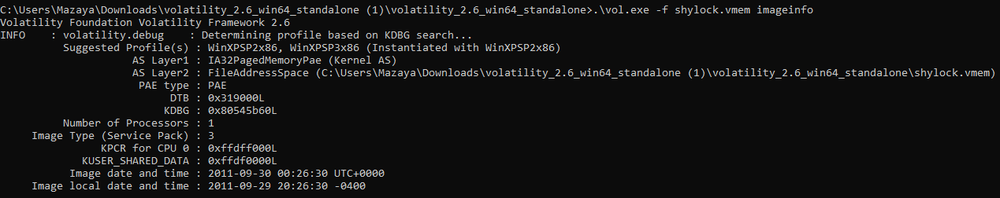 C:\Users\Mazaya\Downloads\volatility_2.6_win64_standalone (1)\volatility_2.6_win64_standalone>.\vol.exe -f shylock.vmem imageinfo
Volatility Foundation Volatility Framework 2.6
INFO    : volatility.debug    : Determining profile based on KDBG search...
Suggested Profile(s) : WinXPSP2x86, WinXPSP3x86 (Instantiated with WinXPSP2x86)
AS Layer1 : IA32PagedMemoryPae (Kernel AS)
AS Layer2 : FileAddressSpace (C:\Users\Mazaya\Downloads\volatility_2.6_win64_standalone (1)\volatility_2.6_win64_standalone\shylock.vmem)
PAE type : PAE
DTB : 0x319000L
KDBG : 0x80545b60L
Number of Processors : 1
Image Type (Service Pack) : 3
KPCR for CPU 0 : 0xffdff000L
KUSER_SHARED_DATA : 0xffdf0000L
Image date and time : 2011-09-30 00:26:30 UTC+0000
Image local date and time : 2011-09-29 20:26:30 -0400